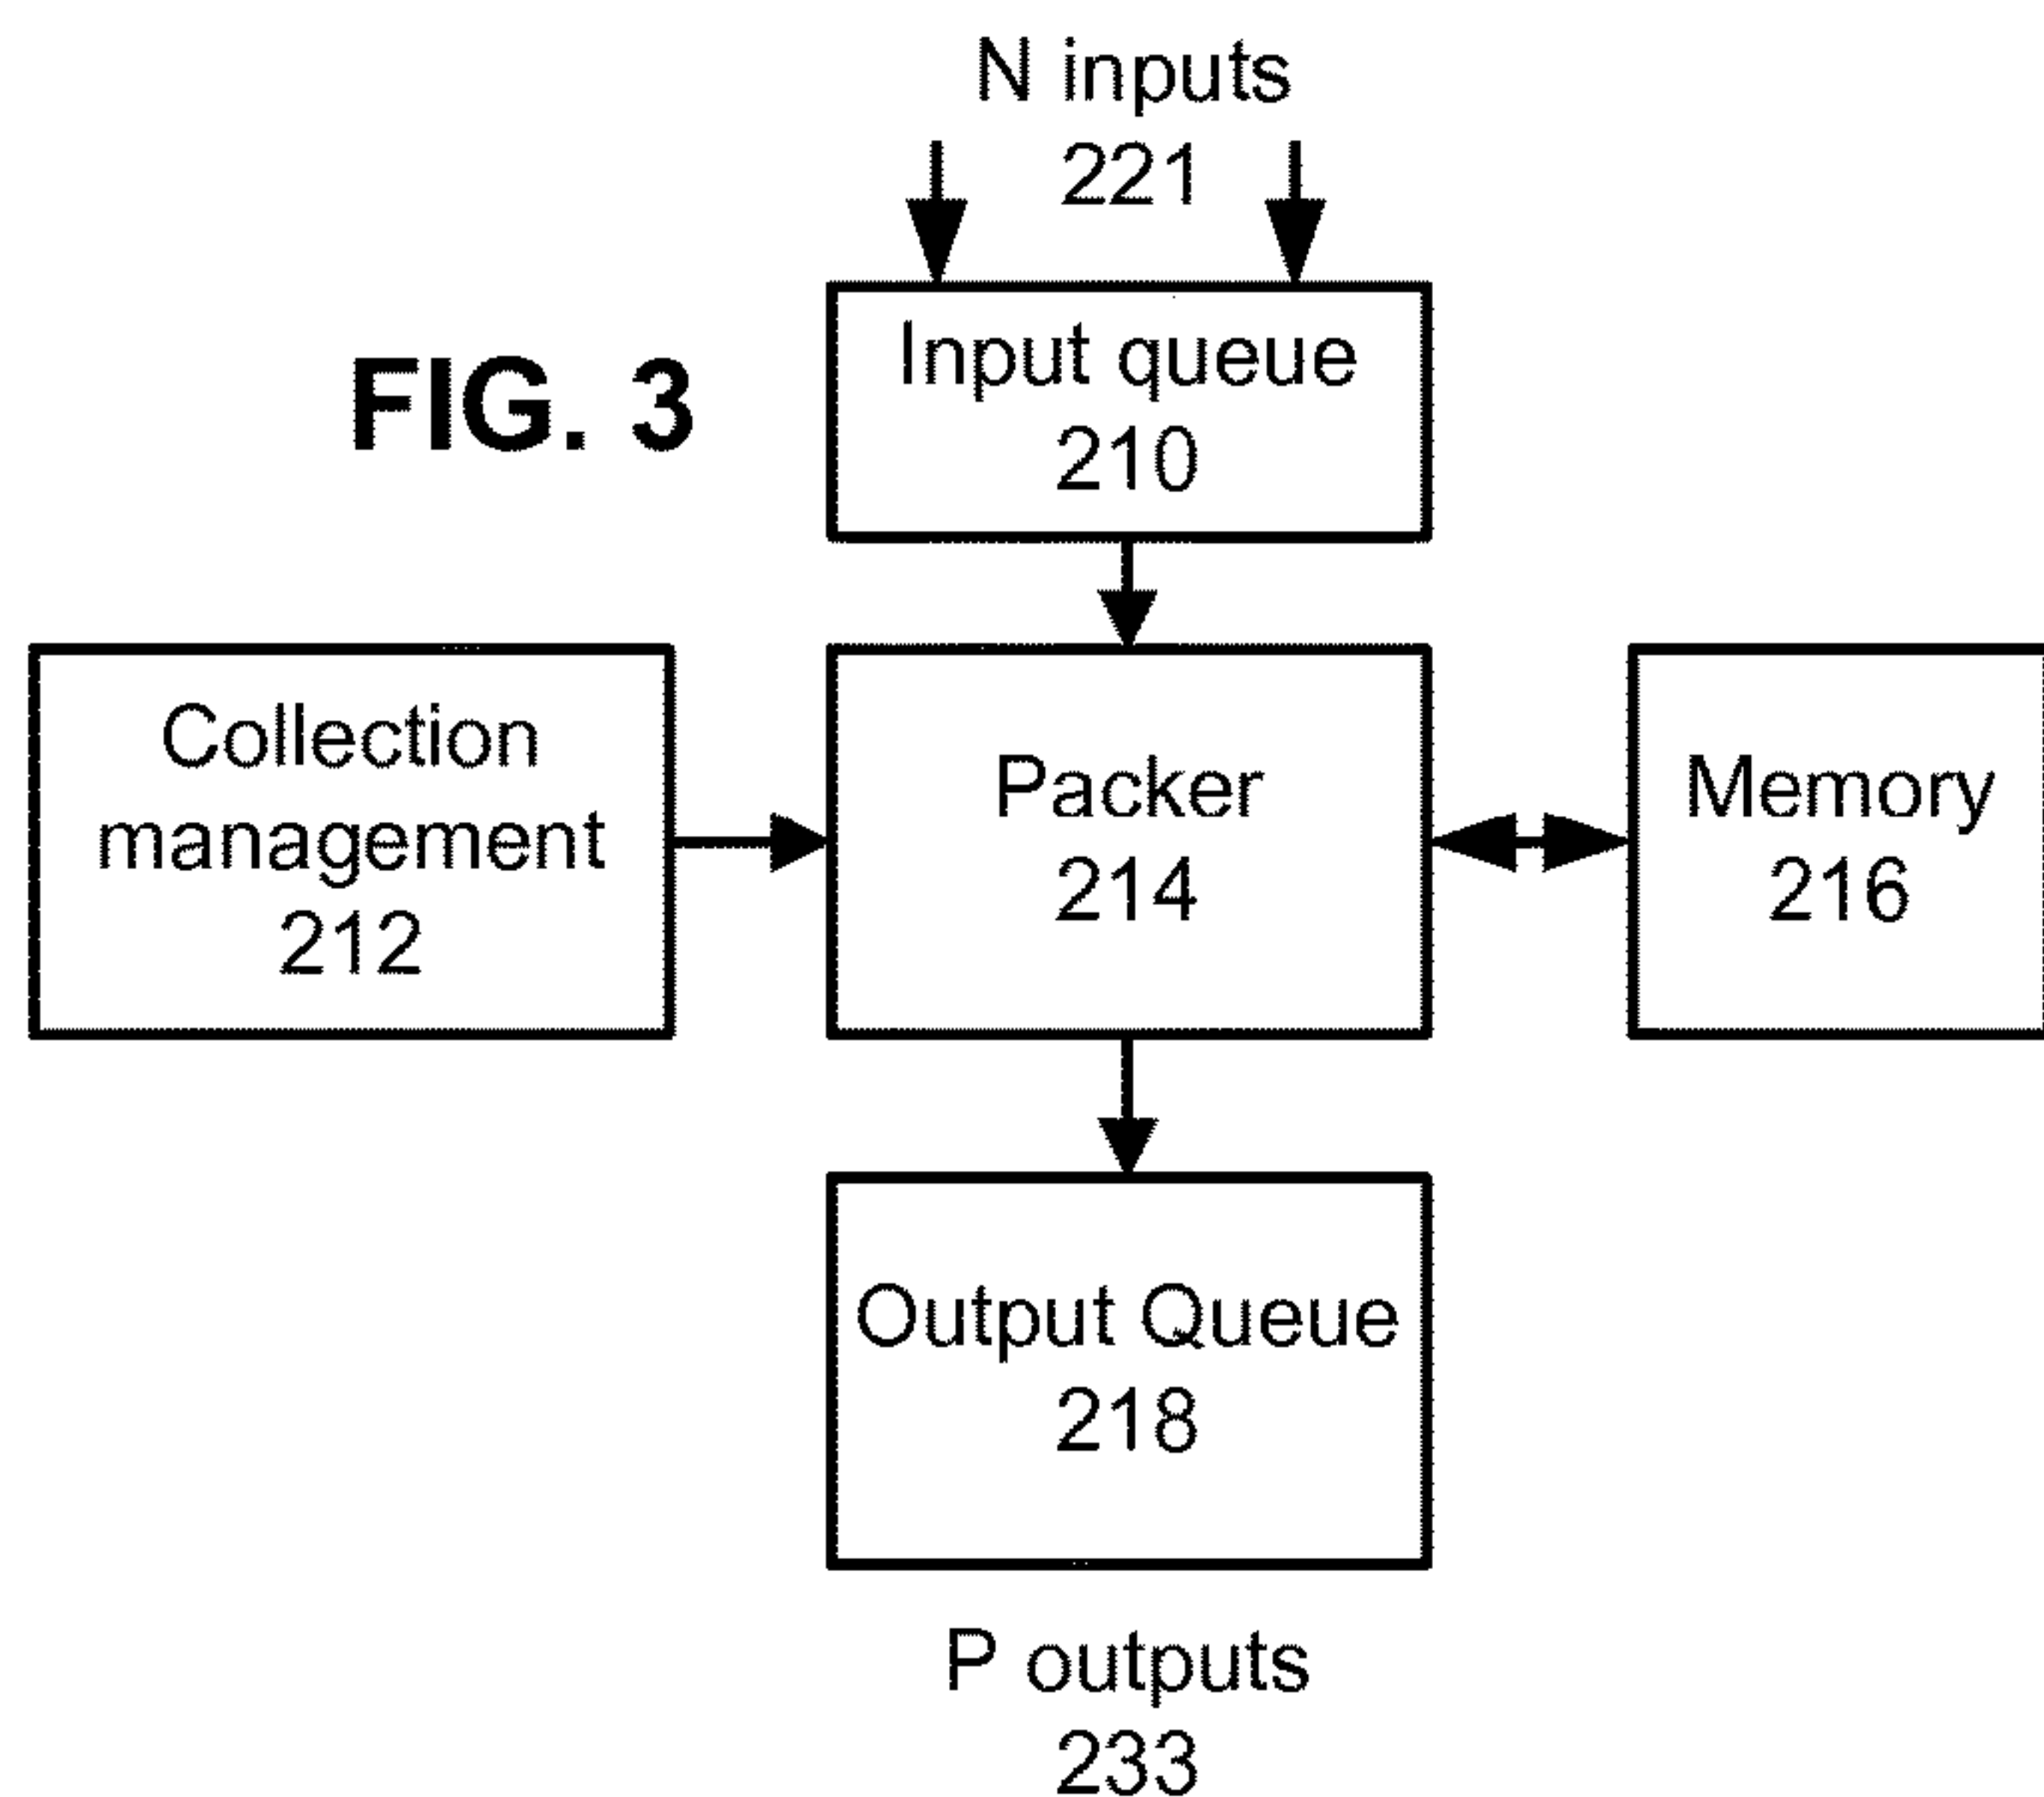 N inputs
221
FIG. 3
Input queue
210
Collection
management
212
Packer
214
Memory
216
Output Queue
218
P outputs
233